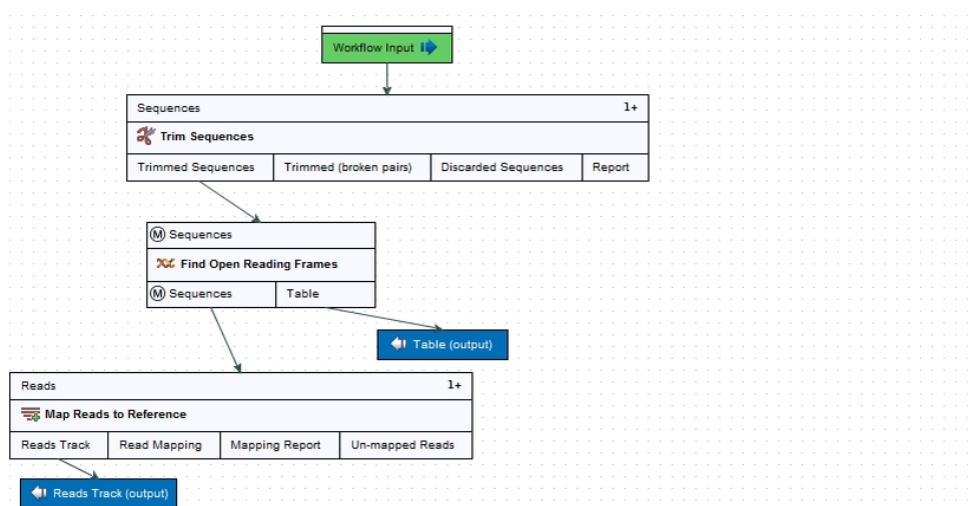 Workflow Input
Sequences 1+
Trim Sequences
Trimmed Sequences Trimmed (broken pairs) Discarded Sequences Report
M Sequences
Find Open Reading Frames
M Sequences Table
Table (output)
Reads 1+
Map Reads to Reference
Reads Track Read Mapping Mapping Report Un-mapped Reads
Reads Track (output)